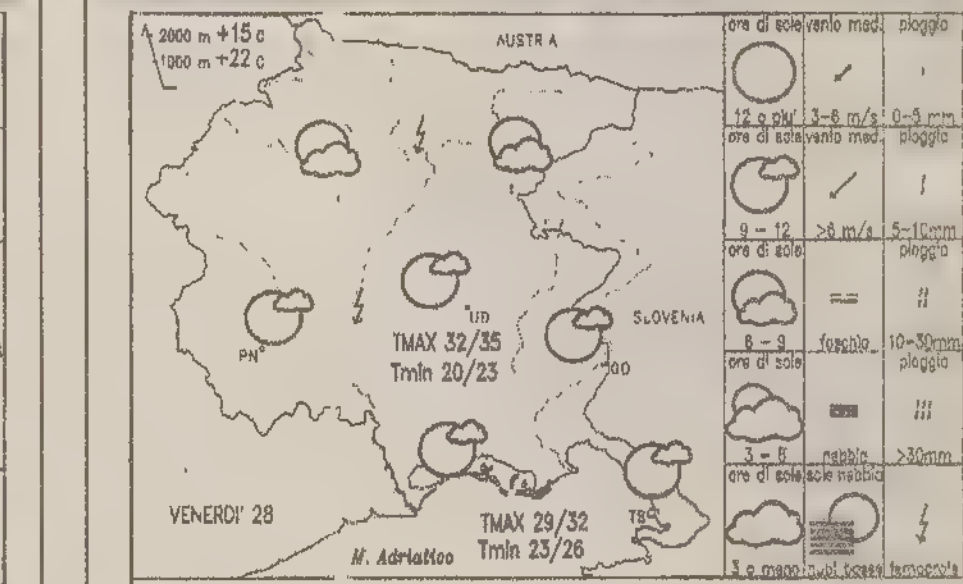 2000 m +15 c
1000 m +22 c
AUSTRIA
UD
SLOVENIA
PN
TMAX 32/35
Tmin 20/23
GO
VENERDI' 28
TMAX 29/32
TS
M. Adriatico
Tmin 23/26
ore di sole vento med. pioggia
12 o piu' 3-6 m/s 0-5 mm
ore di sole vento med. pioggia
9 - 12 >6 m/s 5-10mm
ore di sole pioggia
6 - 9 foschia 10-30mm
ore di sole pioggia
3 - 6 nebbia >30mm
ore di sole sole nebbia
3 o meno nubi basse temporale